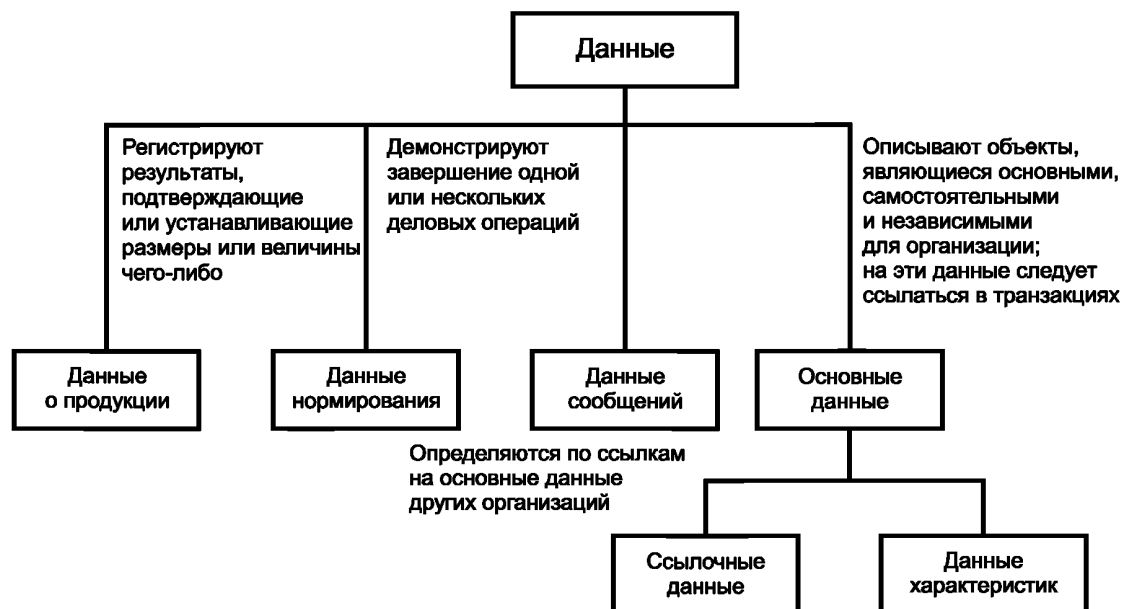 Данные
Регистрируют
результаты,
подтверждающие
или устанавливающие
размеры или величины
чего-либо
Демонстрируют
завершение одной
или нескольких
деловых операций
Описывают объекты,
являющиеся основными,
самостоятельными
и независимыми
для организации;
на эти данные следует
ссылаться в транзакциях
Данные
о продукции
Данные
нормирования
Данные
сообщений
Основные
данные
Определяются по ссылкам
на основные данные
других организаций
Ссылочные
данные
Данные
характеристик